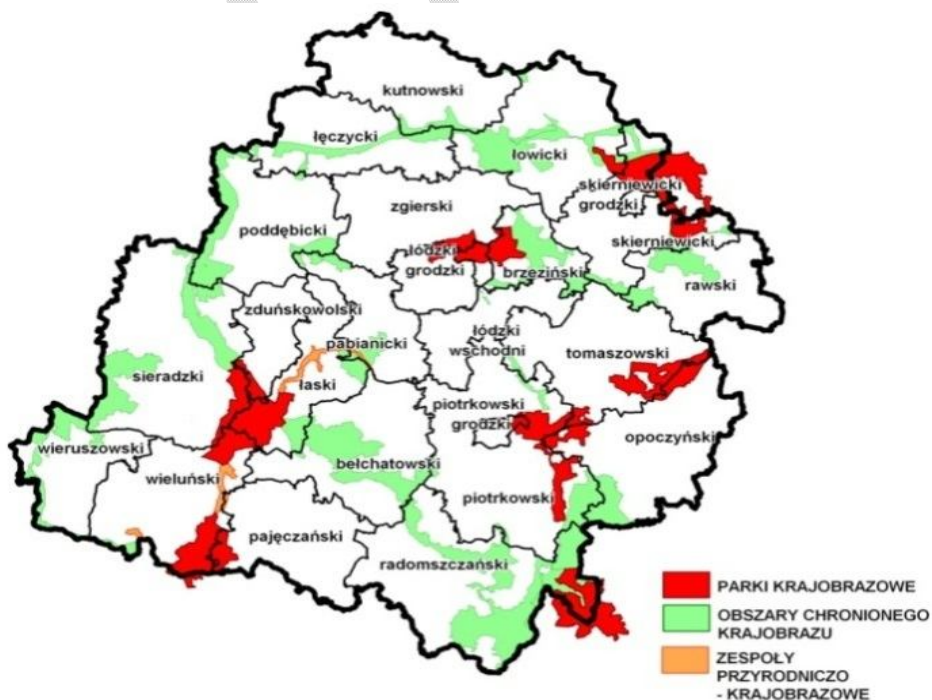 kutnowski
łęczycki
łowicki
skierniewicki
grodzki
zgierski
poddębicki
łódzki
grodzki
brzeziński
skierniewicki
rawski
zduńskowolski
łódzki
wschodni
pabianicki
tomaszowski
sieradzki
łaski
piotrkowski
grodzki
opoczyński
wieruszowski
wieluński
bełchatowski
piotrkowski
pajęczański
radomszczański
PARKI KRAJOBRAZOWE
OBSZARY CHRONIONEGO
KRAJOBRAZU
ZESPOŁY
PRZYRODNICZO
- KRAJOBRAZOWE